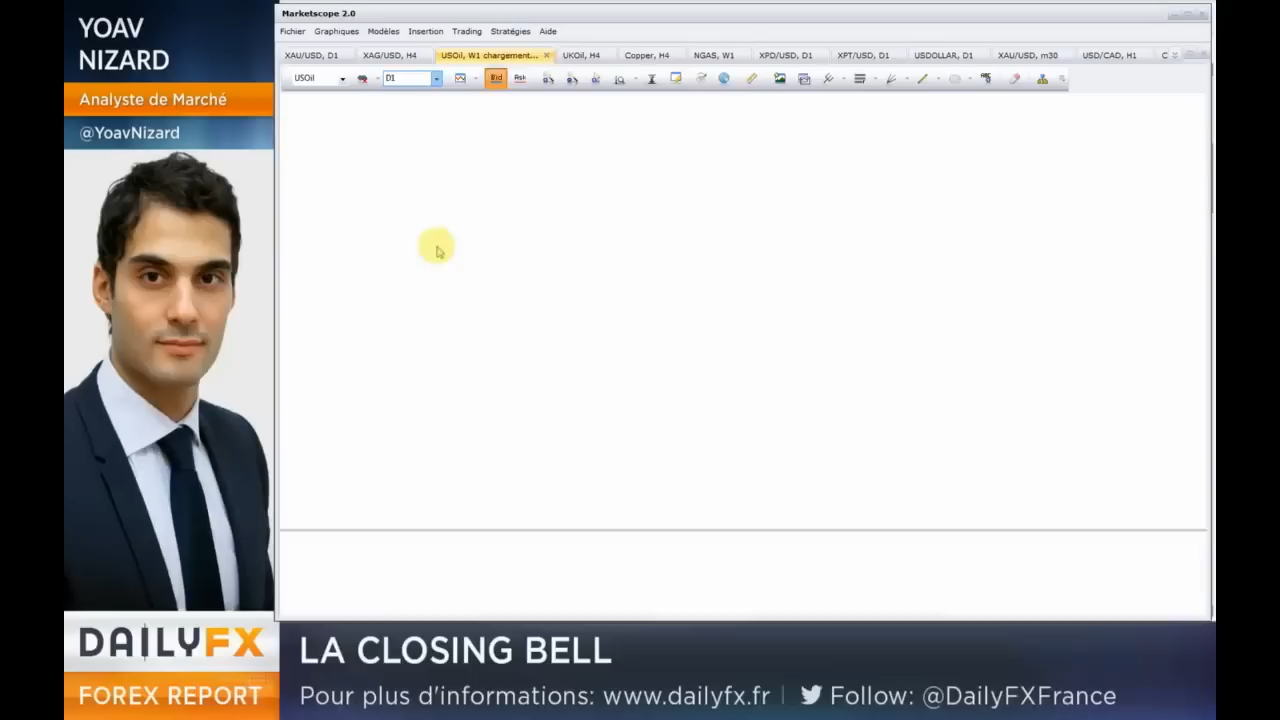 YOAV
NIZARD
Analyste de Marché
@YoavNizard
Marketscope 2.0
Fichier Graphiques Modèles Insertion Trading Stratégies Aide
XAU/USD, D1 XAG/USD, H4 USOil, W1 chargement... UKOil, H4 Copper, H4 NGAS, W1 XPD/USD, D1 XPT/USD, D1 USDOLLAR, D1 XAU/USD, m30 USD/CAD, H1 C
USOil D1 Bid Ask
DAILYFX
FOREX REPORT
LA CLOSING BELL
Pour plus d'informations: www.dailyfx.fr | Follow: @DailyFXFrance